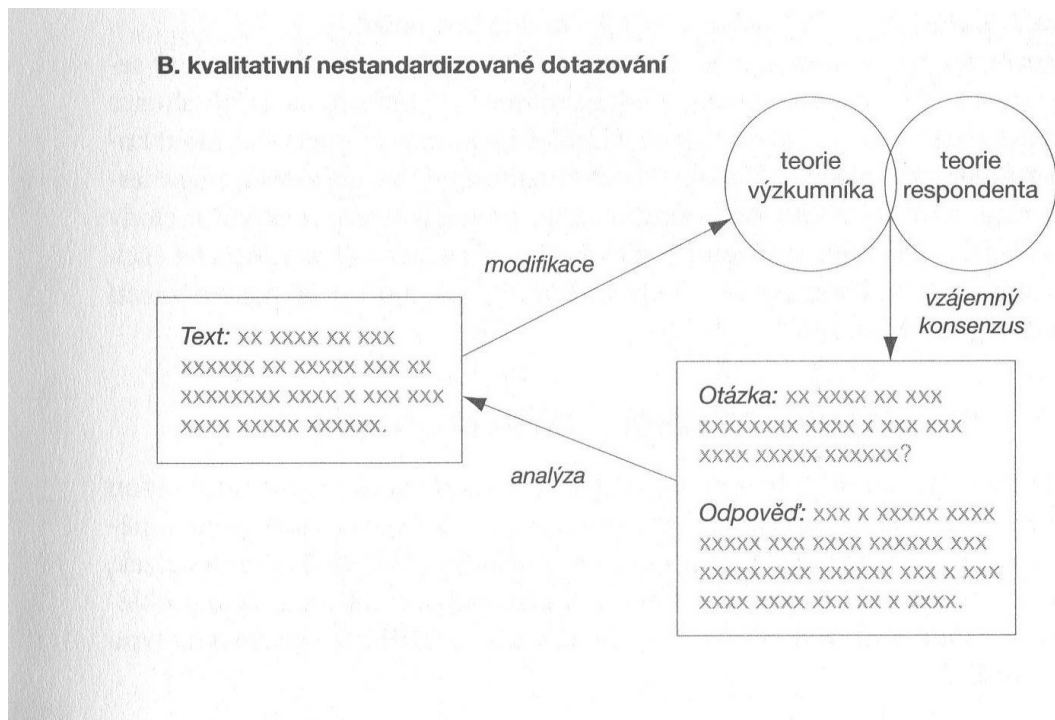 B. kvalitativní nestandardizované dotazování
teorie
výzkumníka
teorie
respondenta
modifikace
vzájemný
konsenzus
Text: xx xxxx xx xxx
xxxxxx xx xxxxx xxx xx
xxxxxxxx xxxx x xxx xxx
xxxx xxxxx xxxxxx.
analýza
Otázka: xx xxxx xx xxx
xxxxxxxx xxxx x xxx xxx
xxxx xxxxx xxxxxx?
Odpověď: xxx x xxxxx xxxx
xxxxx xxx xxxx xxxxxx xxx
xxxxxxxxx xxxxxx xxx x xxx
xxxx xxxx xxx xx x xxxx.